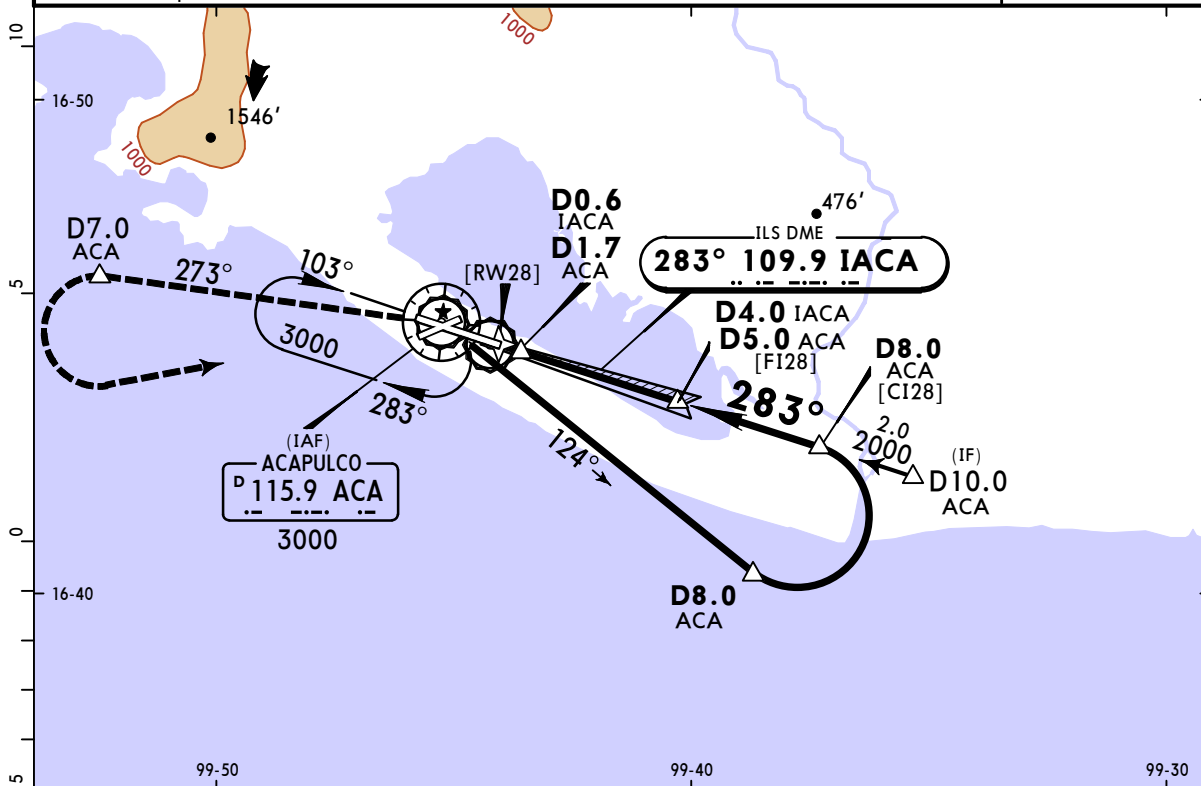 10
1000
16-50
1546'
1000
D0.6
IACA
D1.7
ACA
476'
ILS DME
283° 109.9 IACA
D7.0
ACA
273°
103°
[RW28]
5
D4.0 IACA
D5.0 ACA
[FI28]
D8.0
ACA
[CI28]
3000
283°
283°
2.0
2000
(IF)
D10.0
ACA
124°
(IAF)
ACAPULCO
D 115.9 ACA
3000
0
16-40
D8.0
ACA
5
99-50
99-40
99-30